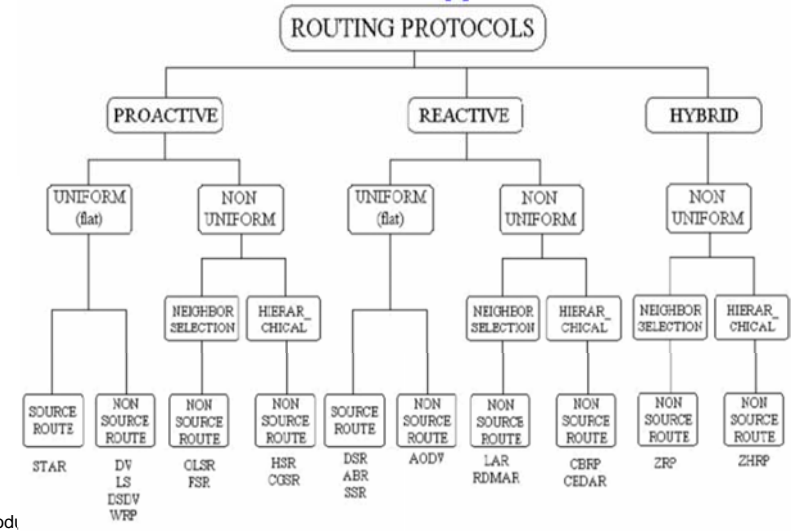 ROUTING PROTOCOLS
PROACTIVE
REACTIVE
HYBRID
UNIFORM
(flat)
NON
UNIFORM
UNIFORM
(flat)
NON
UNIFORM
NON
UNIFORM
NEIGHBOR
SELECTION
HIERAR_
CHICAL
NEIGHBOR
SELECTION
HIERAR_
CHICAL
NEIGHBOR
SELECTION
HIERAR_
CHICAL
SOURCE
ROUTE
NON
SOURCE
ROUTE
NON
SOURCE
ROUTE
NON
SOURCE
ROUTE
SOURCE
ROUTE
NON
SOURCE
ROUTE
NON
SOURCE
ROUTE
NON
SOURCE
ROUTE
NON
SOURCE
ROUTE
NON
SOURCE
ROUTE
STAR
DV
LS
DSDV
WRP
OLSR
FSR
HSR
CGSR
DSR
ABR
SSR
AODV
LAR
RDMAR
CBRP
CEDAR
ZRP
ZHRP